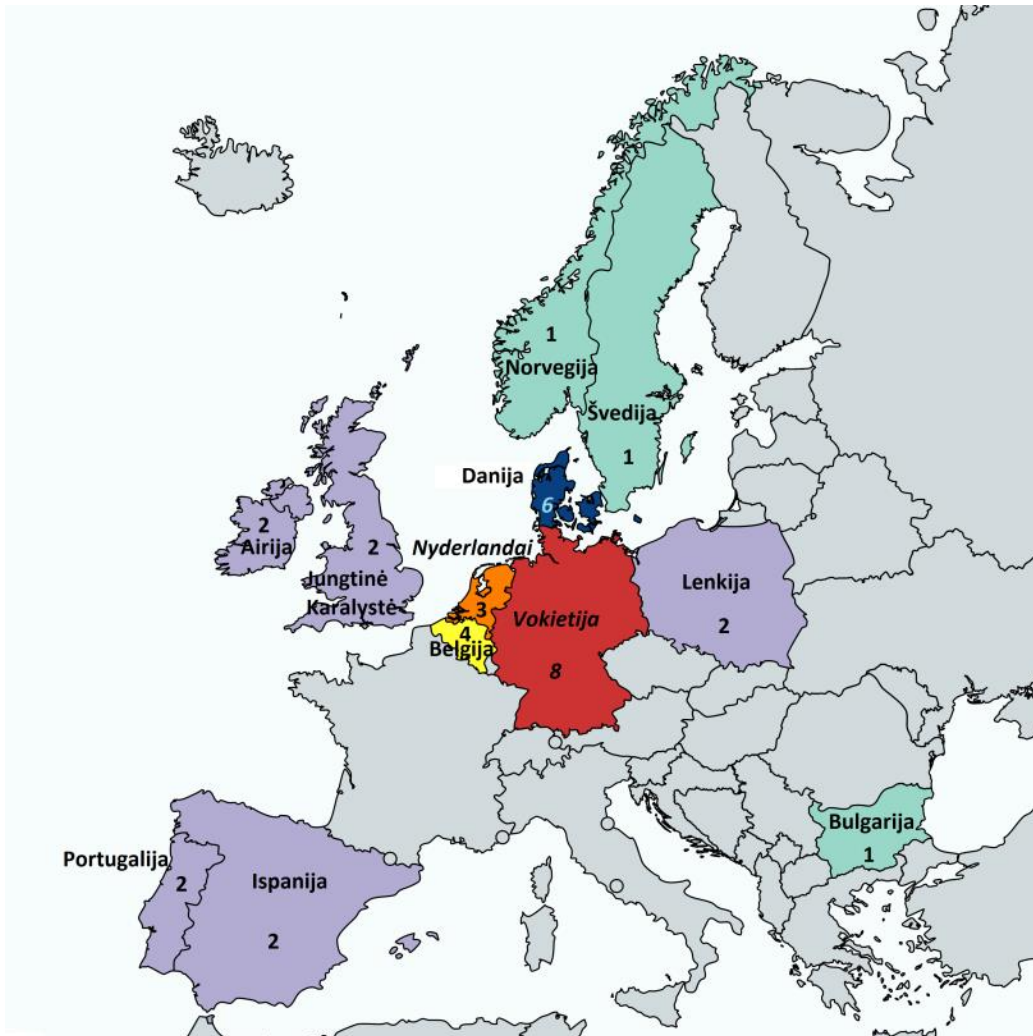 1
Norvegija
Švedija
1
Danija
6
2
Airija
2
Jungtinė
Karalystė
Nyderlandai
3
4
Belgija
Vokietija
8
Lenkija
2
Bulgarija
1
Portugalija
2
Ispanija
2